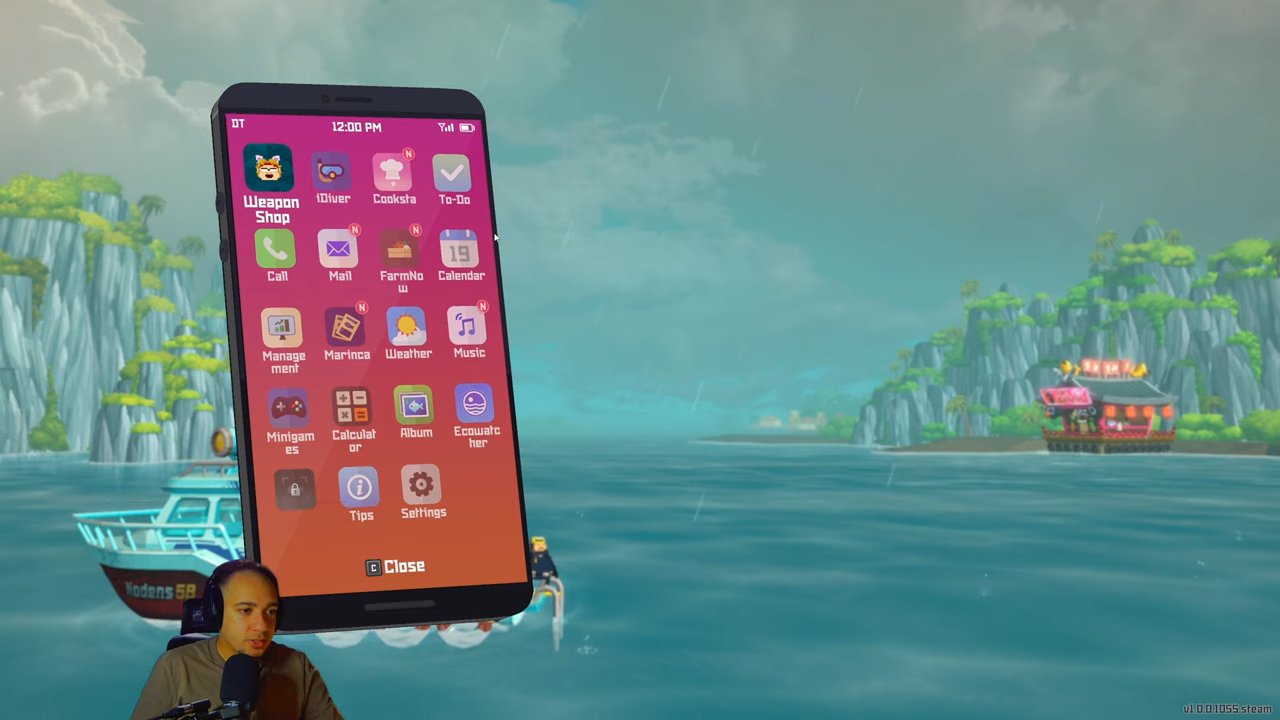 DT
12:00 PM
Weapon
Shop
iDiver
N
Cooksta
To-Do
Call
N
Mail
N
FarmNo
w
19
Calendar
Manage
ment
N
Marinca
Weather
N
Music
Minigam
es
Calculat
or
Album
Ecowatc
her
Tips
Settings
C Close
Nodens 58
v1.0.0.1055.steam